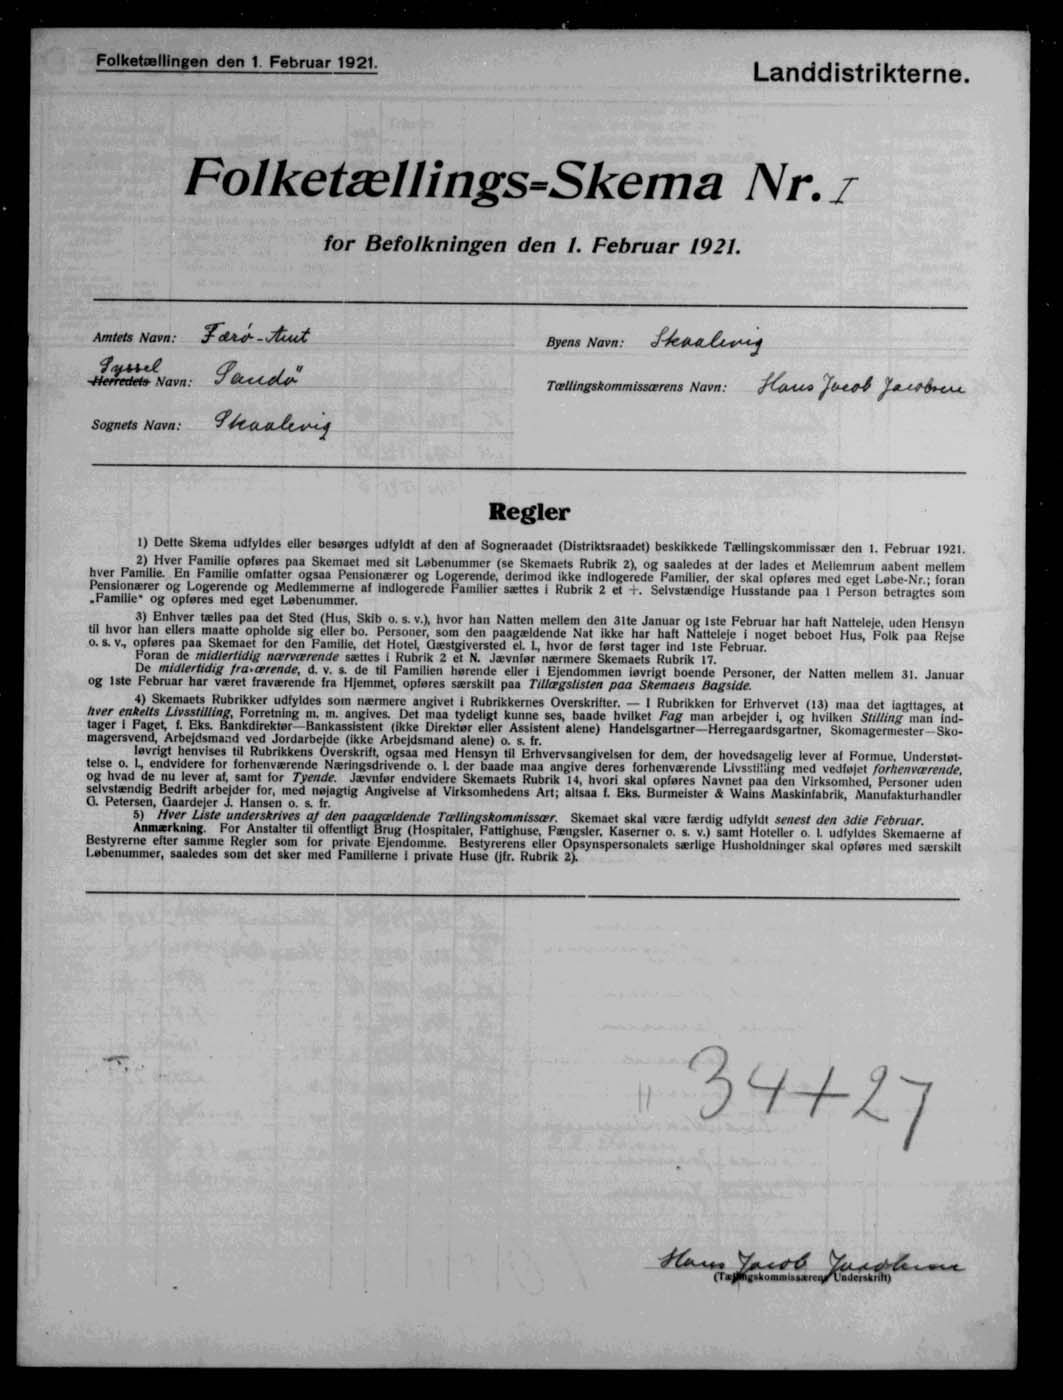 Folketællingen den 1. Februar 1921.
Landdistrikterne.
Folketællings=Skema Nr. I
for Befolkningen den 1. Februar 1921.
Amtets Navn: Færø-Amt
Byens Navn: Skaalevig
Syssel
Herredets Navn: Sandø
Tællingskommissærens Navn: Hans Jacob Jacobsen
Sognets Navn: Skaalevig
Regler
1) Dette Skema udfyldes eller besørges udfyldt af den af Sogneraadet (Distriktsraadet) beskikkede Tællingskommissær den 1. Februar 1921.
2) Hver Familie opføres paa Skemaet med sit Løbenummer (se Skemaets Rubrik 2), og saaledes at der lades et Mellemrum aabent mellem
hver Familie. En Familie omfatter ogsaa Pensionærer og Logerende, derimod ikke indlogerede Familier, der skal opføres med eget Løbe-Nr.; foran
Pensionærer og Logerende og Medlemmerne af indlogerede Familier sættes i Rubrik 2 et +. Selvstændige Husstande paa 1 Person betragtes som
„Familie“ og opføres med eget Løbenummer.
3) Enhver tælles paa det Sted (Hus, Skib o. s. v.), hvor han Natten mellem den 31te Januar og 1ste Februar har haft Natteleje, uden Hensyn
til hvor han ellers maatte opholde sig eller bo. Personer, som den paagældende Nat ikke har haft Natteleje i noget beboet Hus, Folk paa Rejse
o. s. v., opføres paa Skemaet for den Familie, det Hotel, Gæstgiversted el. l., hvor de først tager ind 1ste Februar.
Foran de midlertidig nærværende sættes i Rubrik 2 et N. Jævnfør nærmere Skemaets Rubrik 17.
De midlertidig fraværende, d. v. s. de til Familien hørende eller i Ejendommen iøvrigt boende Personer, der Natten mellem 31. Januar
og 1ste Februar har været fraværende fra Hjemmet, opføres særskilt paa Tillægslisten paa Skemaets Bagside.
4) Skemaets Rubrikker udfyldes som nærmere angivet i Rubrikkernes Overskrifter. — I Rubrikken for Erhvervet (13) maa det iagttages, at
hver enkelts Livsstilling, Forretning m. m. angives. Det maa tydeligt kunne ses, baade hvilket Fag man arbejder i, og hvilken Stilling man ind-
tager i Faget, f. Eks. Bankdirektør—Bankassistent (ikke Direktør eller Assistent alene) Handelsgartner—Herregaardsgartner, Skomagermester—Sko-
magersvend, Arbejdsmand ved Jordarbejde (ikke Arbejdsmand alene) o. s. fr.
Iøvrigt henvises til Rubrikkens Overskrift, ogsaa med Hensyn til Erhvervsangivelsen for dem, der hovedsagelig lever af Formue, Understøt-
telse o. l., endvidere for forhenværende Næringsdrivende o. l. der baade maa angive deres forhenværende Livsstilling med vedføjet forhenværende,
og hvad de nu lever af, samt for Tyende. Jævnfør endvidere Skemaets Rubrik 14, hvori skal opføres Navnet paa den Virksomhed, Personer uden
selvstændig Bedrift arbejder for, med nøjagtig Angivelse af Virksomhedens Art; altsaa f. Eks. Burmeister & Wains Maskinfabrik, Manufakturhandler
G. Petersen, Gaardejer J. Hansen o. s. fr.
5) Hver Liste underskrives af den paagældende Tællingskommissær. Skemaet skal være færdig udfyldt senest den 3die Februar.
Anmærkning. For Anstalter til offentligt Brug (Hospitaler, Fattighuse, Fængsler, Kaserner o. s. v.) samt Hoteller o. l. udfyldes Skemaerne af
Bestyrerne efter samme Regler som for private Ejendomme. Bestyrerens eller Opsynspersonalets særlige Husholdninger skal opføres med særskilt
Løbenummer, saaledes som det sker med Familierne i private Huse (jfr. Rubrik 2).
34+27
Hans Jacob Jacobsen
(Tællingskommissærens Underskrift)